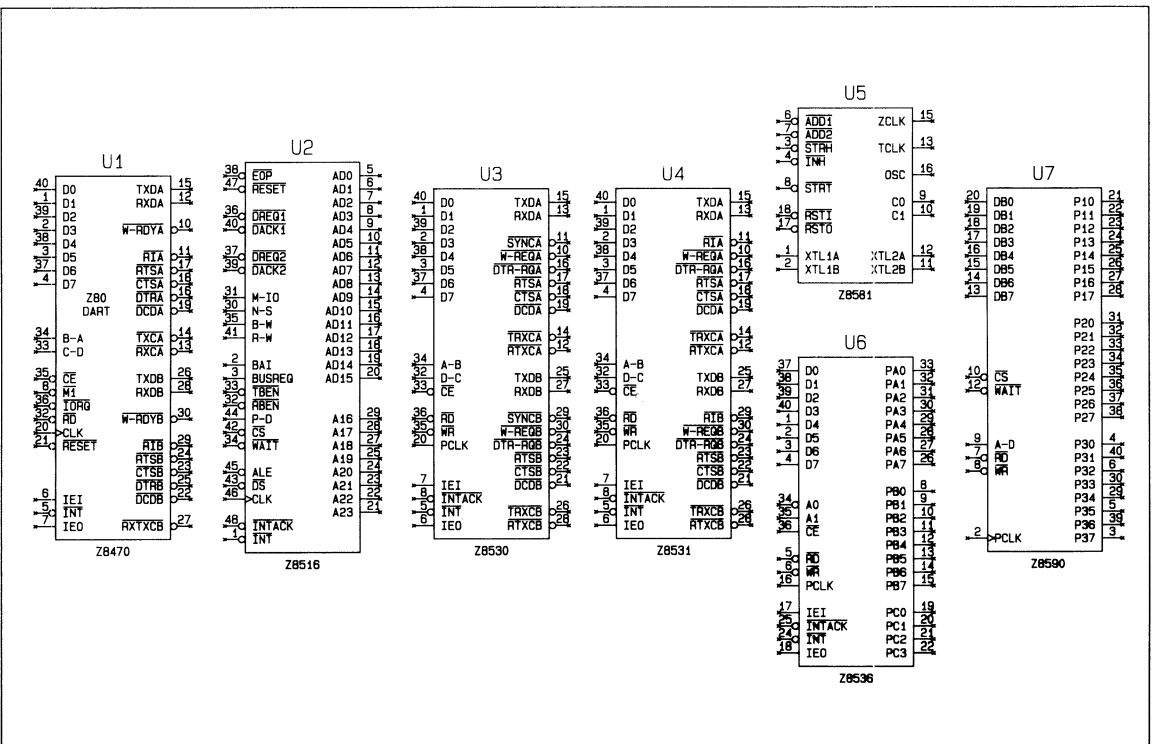 U1
40 D0 TXDA 15
1 D1 RXDA 12
39 D2
2 D3 W-RDYA 10
38 D4
3 D5 RIA 11
37 D6 RTSA 17
4 D7 CTSA 18
Z80 DTRA 16
DART DCDA 19
34 B-A TXCA 14
33 C-D RXCA 13
35 CE TXDB 26
8 M1 RXDB 28
36 IORQ
32 RD W-RDYB 30
20 CLK
21 RESET RIB 29
RTSB 24
CTSB 23
DTRB 25
6 IEI DCDB 22
5 INT
7 IEO RXTXCB 27
Z8470
U2
38 EOP AD0 5
47 RESET AD1 6
AD2 7
36 DREQ1 AD3 8
40 DACK1 AD4 9
AD5 10
37 DREQ2 AD6 11
39 DACK2 AD7 12
AD8 13
31 M-IO AD9 14
30 N-S AD10 15
35 B-W AD11 16
41 R-W AD12 17
AD13 18
2 BAI AD14 19
3 BUSREQ AD15 20
33 TBEN
32 RBEN
44 P-D A16 29
42 CS A17 28
34 WAIT A18 27
A19 25
45 ALE A20 24
43 DS A21 23
46 CLK A22 22
A23 21
48 INTACK
1 INT
Z8516
U3
40 D0 TXDA 15
1 D1 RXDA 13
39 D2
2 D3 SYNCA 11
38 D4 W-REQA 10
3 D5 DTR-RQA 16
37 D6 RTSA 17
4 D7 CTSA 18
DCDA 19
TRXCA 14
RTXCA 12
34 A-B
32 D-C TXDB 25
33 CE RXDB 27
36 RD SYNCB 29
35 WR W-REQB 30
20 PCLK DTR-RQB 24
RTSB 23
CTSB 22
7 IEI DCDB 21
8 INTACK
5 INT TRXCB 26
6 IEO RTXCB 28
Z8530
U4
40 D0 TXDA 15
1 D1 RXDA 13
39 D2
2 D3 RIA 11
38 D4 W-REQA 10
3 D5 DTR-RQA 16
37 D6 RTSA 17
4 D7 CTSA 18
DCDA 19
TRXCA 14
RTXCA 12
34 A-B
32 D-C TXDB 25
33 CE RXDB 27
36 RD RIB 29
35 WR W-REQB 30
20 PCLK DTR-RQB 24
RTSB 23
CTSB 22
7 IEI DCDB 21
8 INTACK
5 INT TRXCB 26
6 IEO RTXCB 28
Z8531
U5
6 ADD1 ZCLK 15
7 ADD2
3 STRH TCLK 13
4 INH
OSC 16
8 STRT
C0 9
18 RSTI C1 10
17 RSTO
1 XTL1A XTL2A 12
2 XTL1B XTL2B 11
Z8581
U6
37 D0 PA0 33
38 D1 PA1 32
39 D2 PA2 31
40 D3 PA3 30
1 D4 PA4 29
2 D5 PA5 28
3 D6 PA6 27
4 D7 PA7 26
PB0 8
34 A0 PB1 9
35 A1 PB2 10
36 CE PB3 11
PB4 12
5 RD PB5 13
6 WR PB6 14
16 PCLK PB7 15
17 IEI PC0 19
25 INTACK PC1 20
24 INT PC2 21
18 IEO PC3 22
Z8536
U7
20 DB0 P10 21
19 DB1 P11 22
18 DB2 P12 23
17 DB3 P13 24
16 DB4 P14 25
15 DB5 P15 26
14 DB6 P16 27
13 DB7 P17 28
P20 31
P21 32
P22 33
P23 34
10 CS P24 35
12 WAIT P25 36
P26 37
P27 38
9 A-D P30 4
7 RD P31 40
8 WR P32 6
P33 30
P34 29
P35 5
P36 39
2 PCLK P37 3
Z8590